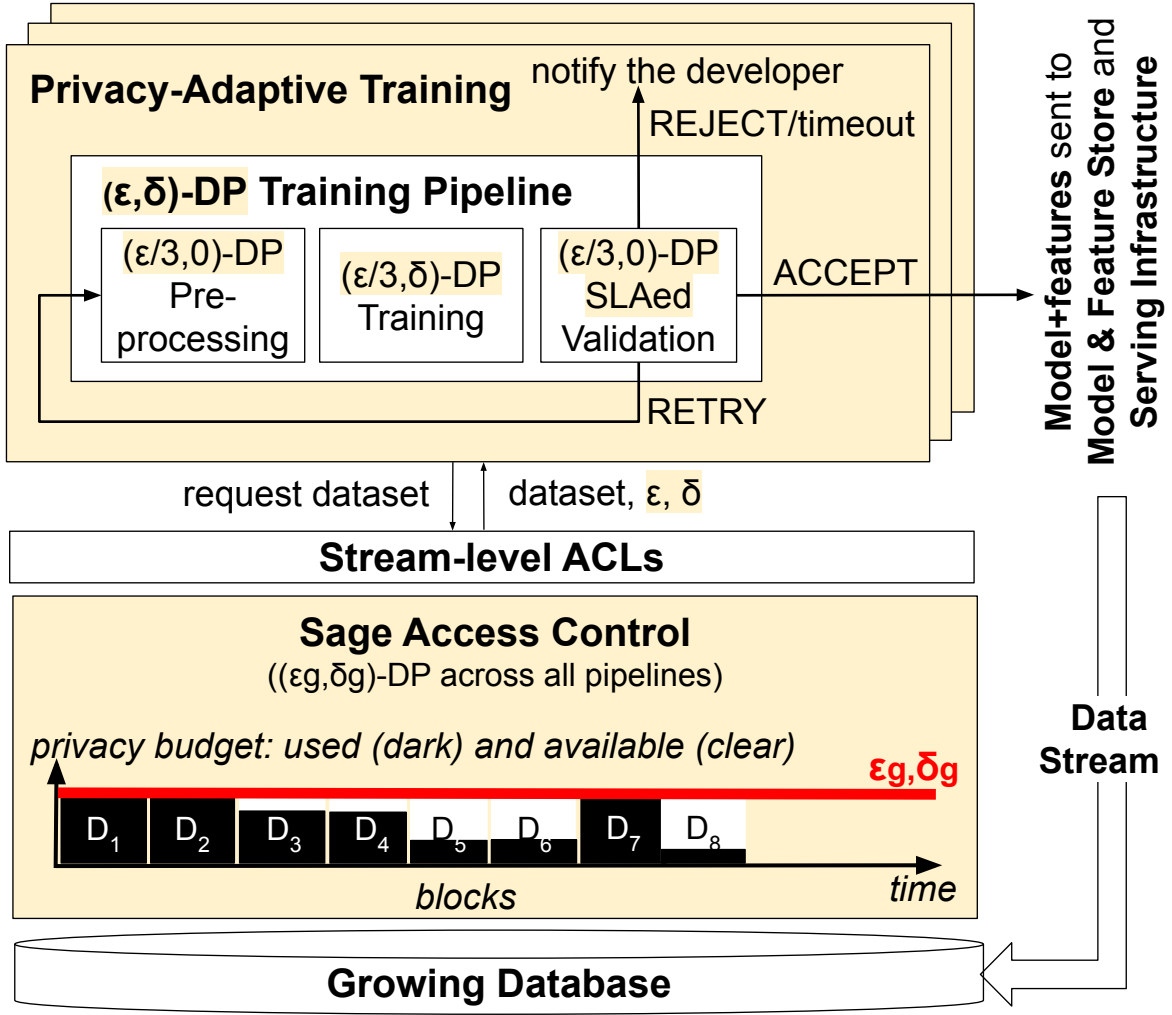 notify the developer
Privacy-Adaptive Training
REJECT/timeout
(ε,δ)-DP Training Pipeline
(ε/3,0)-DP
Pre-
processing
(ε/3,δ)-DP
Training
(ε/3,0)-DP
SLAed
Validation
ACCEPT
RETRY
Model+features sent to
Model & Feature Store and
Serving Infrastructure
request dataset
dataset, ε, δ
Stream-level ACLs
Sage Access Control
((εg,δg)-DP across all pipelines)
privacy budget: used (dark) and available (clear)
εg,δg
D1 D2 D3 D4 D5 D6 D7 D8
blocks
time
Data
Stream
Growing Database